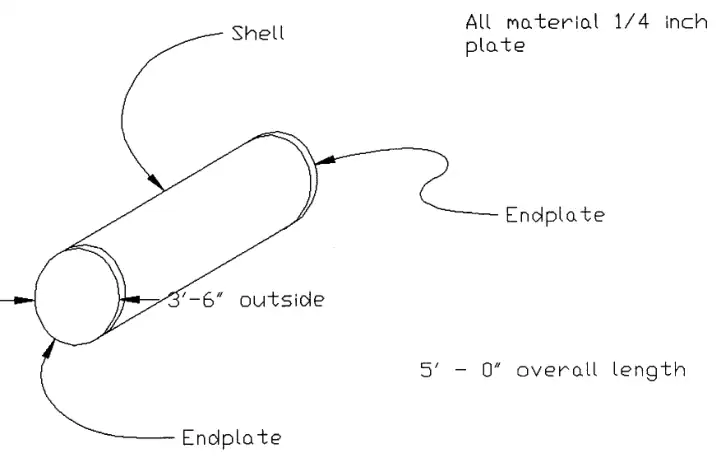 Shell
All material 1/4 inch
plate
Endplate
3'-6" outside
5' - 0" overall length
Endplate